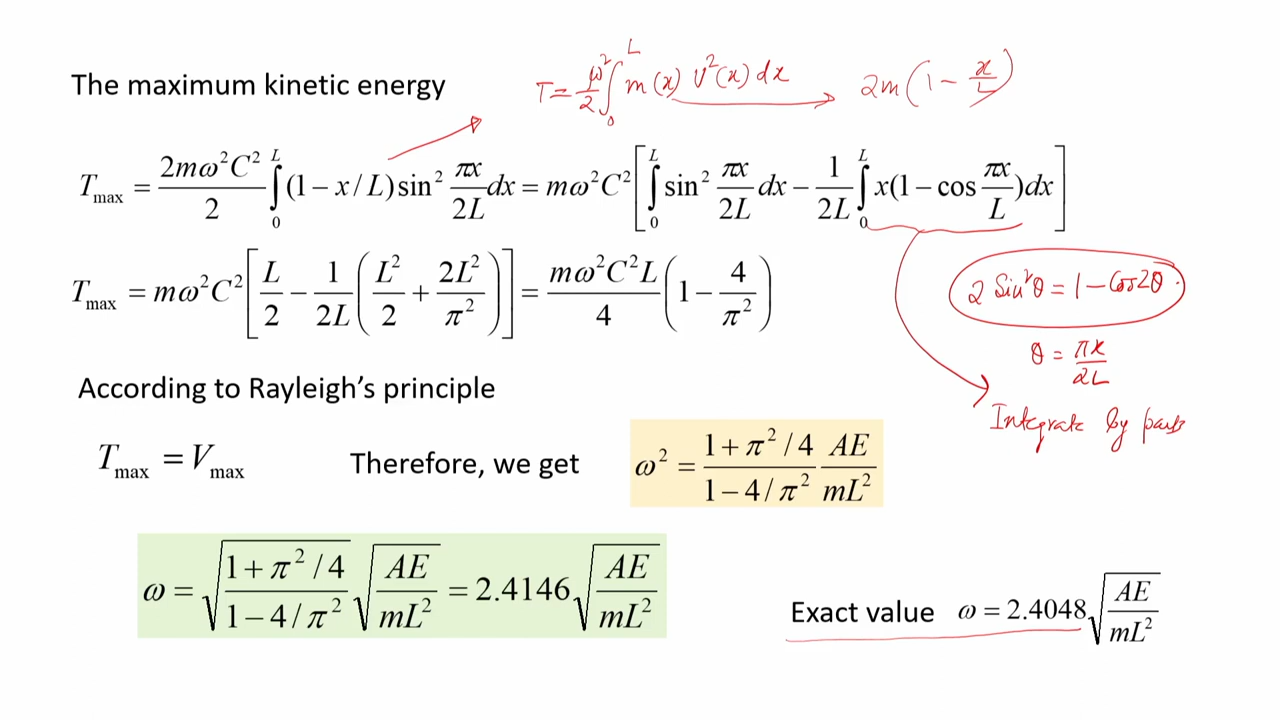 The maximum kinetic energy
T = ω²/2 ∫₀ᴸ m(x) U²(x) dx → 2m(1 − x/L)
T_max = 2mω²C²/2 ∫₀ᴸ (1 − x/L) sin² πx/2L dx = mω²C² [ ∫₀ᴸ sin² πx/2L dx − 1/2L ∫₀ᴸ x(1 − cos πx/L)dx ]
T_max = mω²C² [ L/2 − 1/2L ( L²/2 + 2L²/π² ) ] = mω²C²L/4 ( 1 − 4/π² )
2 Sin²θ = 1 − Cos2θ
θ = πx/2L
According to Rayleigh's principle
Integrate by parts
T_max = V_max Therefore, we get ω² = (1 + π²/4)/(1 − 4/π²) AE/mL²
ω = √((1 + π²/4)/(1 − 4/π²)) √(AE/mL²) = 2.4146 √(AE/mL²)
Exact value ω = 2.4048 √(AE/mL²)